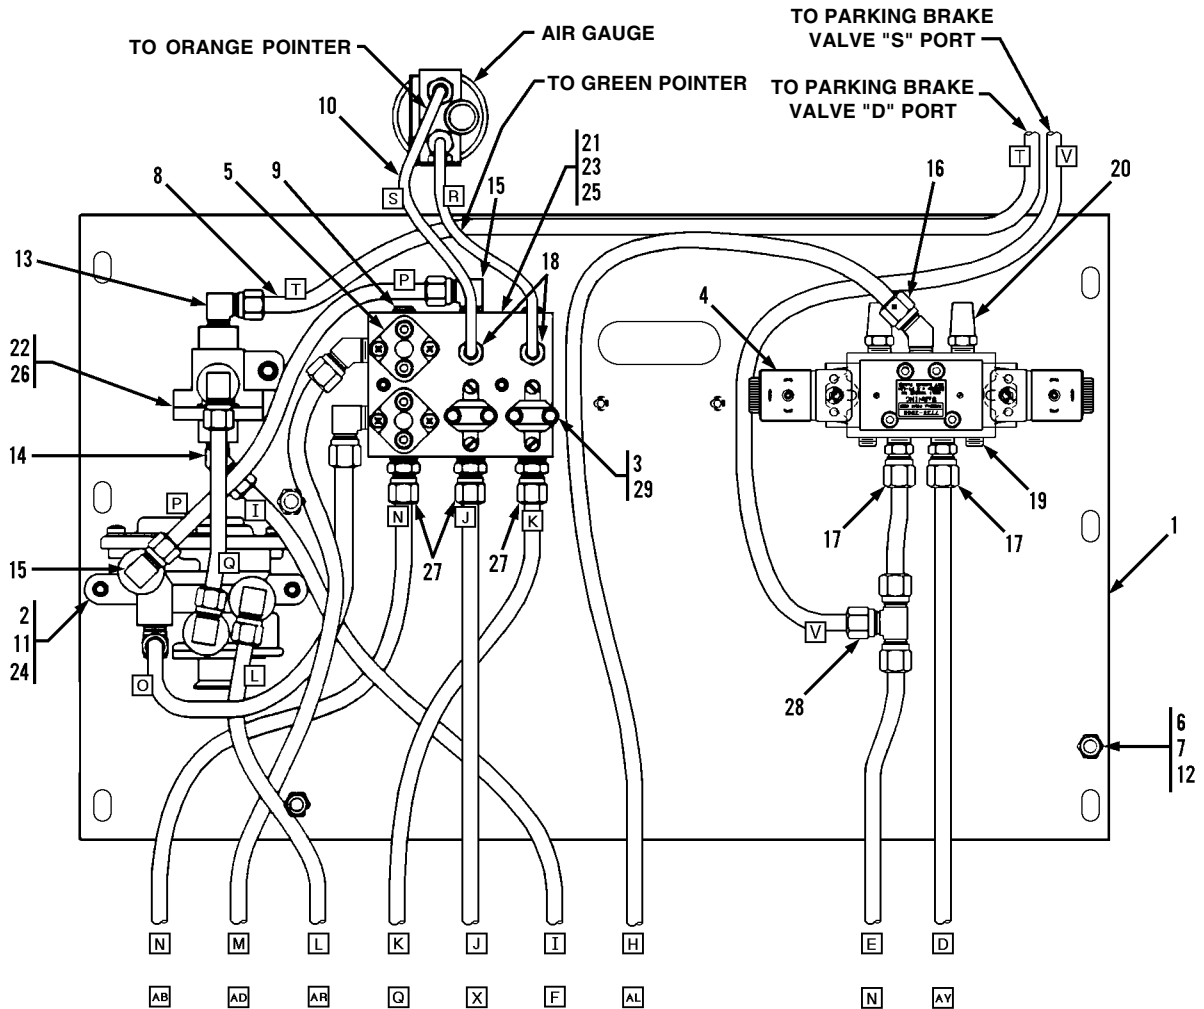 TO PARKING BRAKE
VALVE "S" PORT
TO ORANGE POINTER
AIR GAUGE
TO GREEN POINTER
TO PARKING BRAKE
VALVE "D" PORT
10
21
23
25
8
5
9
S
R
15
T
V
16
20
13
T
P
18
4
22
26
14
3
29
P
I
N
J
K
17
19
17
1
15
Q
27
27
2
11
24
O
L
V
28
6
7
12
N
M
L
K
J
I
H
E
D
AB
AD
AR
Q
X
F
AL
N
AY